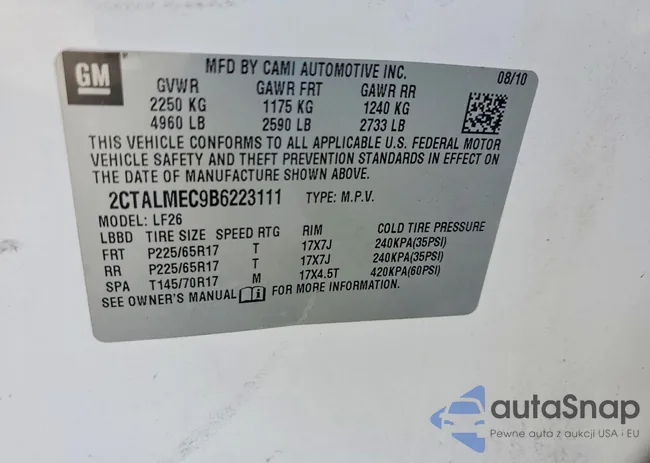 GM
MFD BY CAMI AUTOMOTIVE INC.
08/10
GVWR GAWR FRT GAWR RR
2250 KG 1175 KG 1240 KG
4960 LB 2590 LB 2733 LB
THIS VEHICLE CONFORMS TO ALL APPLICABLE U.S. FEDERAL MOTOR
VEHICLE SAFETY AND THEFT PREVENTION STANDARDS IN EFFECT ON
THE DATE OF MANUFACTURE SHOWN ABOVE.
2CTALMEC9B6223111 TYPE: M.P.V.
MODEL: LF26
LBBD TIRE SIZE SPEED RTG RIM COLD TIRE PRESSURE
FRT P225/65R17 T 17X7J 240KPA(35PSI)
RR P225/65R17 T 17X7J 240KPA(35PSI)
SPA T145/70R17 M 17X4.5T 420KPA(60PSI)
SEE OWNER'S MANUAL i FOR MORE INFORMATION.
autoSnap
Pewne auta z aukcji USA i EU